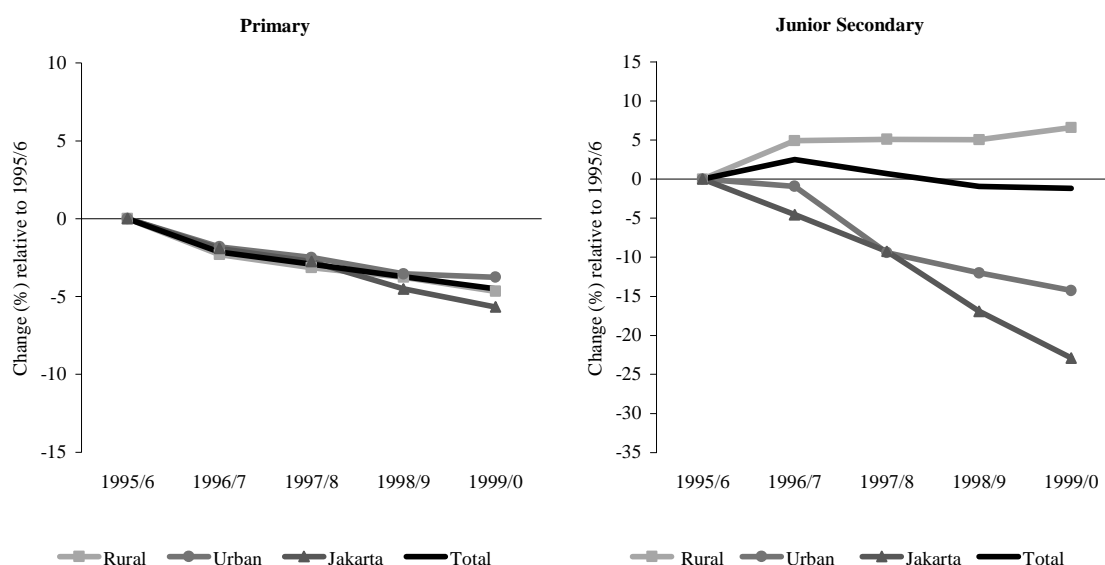 Primary
Change (%) relative to 1995/6
10
5
0
-5
-10
-15
1995/6 1996/7 1997/8 1998/9 1999/0
Rural Urban Jakarta Total
Junior Secondary
Change (%) relative to 1995/6
15
10
5
0
-5
-10
-15
-20
-25
-30
-35
1995/6 1996/7 1997/8 1998/9 1999/0
Rural Urban Jakarta Total